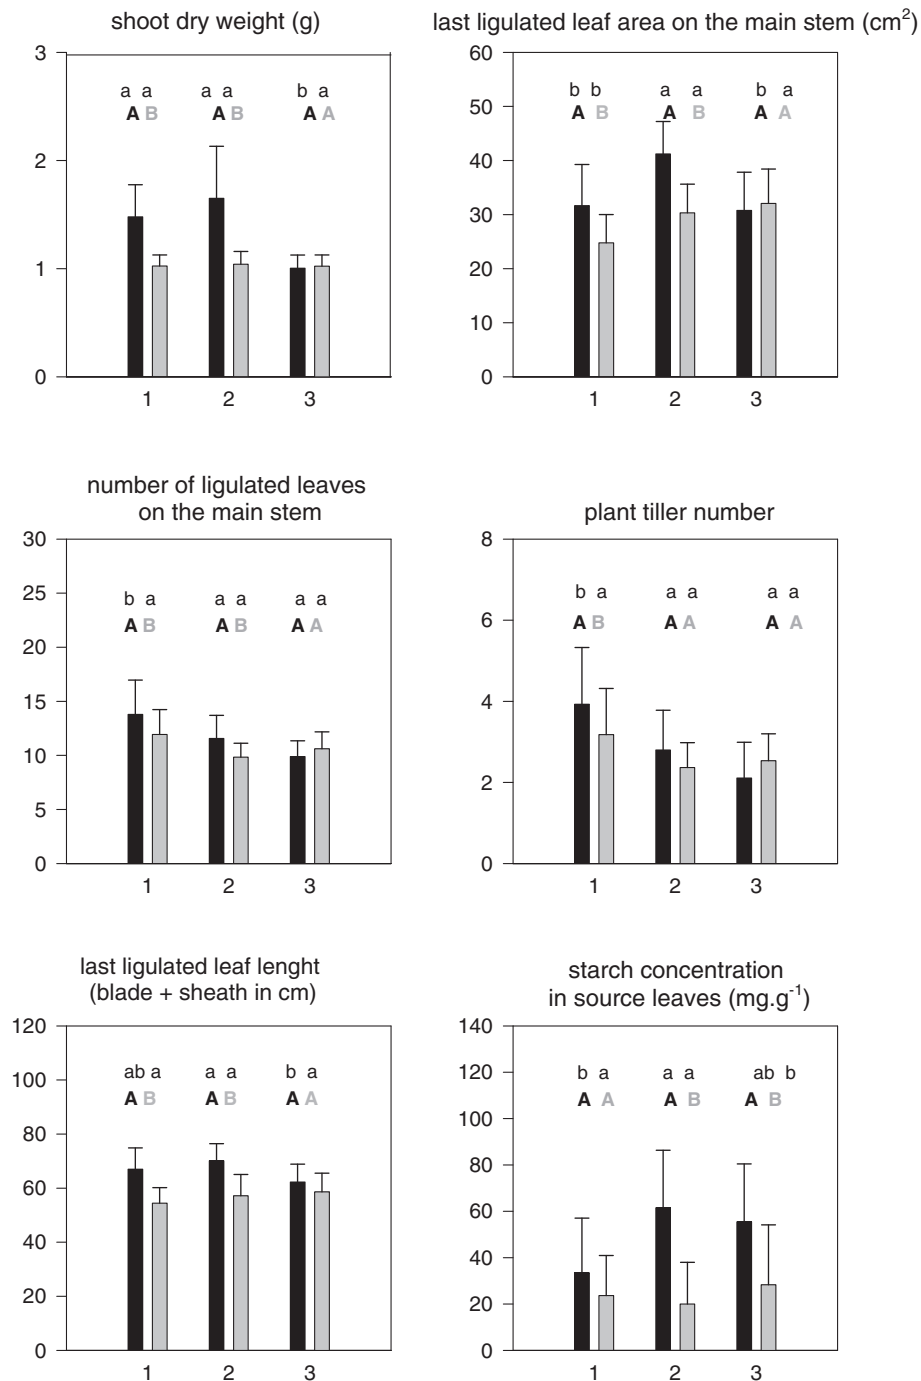 shoot dry weight (g)
3
2
1
0
a a a a b a
A B A B A A
1 2 3
last ligulated leaf area on the main stem (cm²)
60
50
40
30
20
10
0
b b a a b a
A B A B A A
1 2 3
number of ligulated leaves
on the main stem
30
25
20
15
10
5
0
b a a a a a
A B A B A A
1 2 3
plant tiller number
8
6
4
2
0
b a a a a a
A B A A A A
1 2 3
last ligulated leaf lenght
(blade + sheath in cm)
120
100
80
60
40
20
0
ab a a a b a
A B A B A A
1 2 3
starch concentration
in source leaves (mg.g⁻¹)
140
120
100
80
60
40
20
0
b a a a ab b
A A A B A B
1 2 3